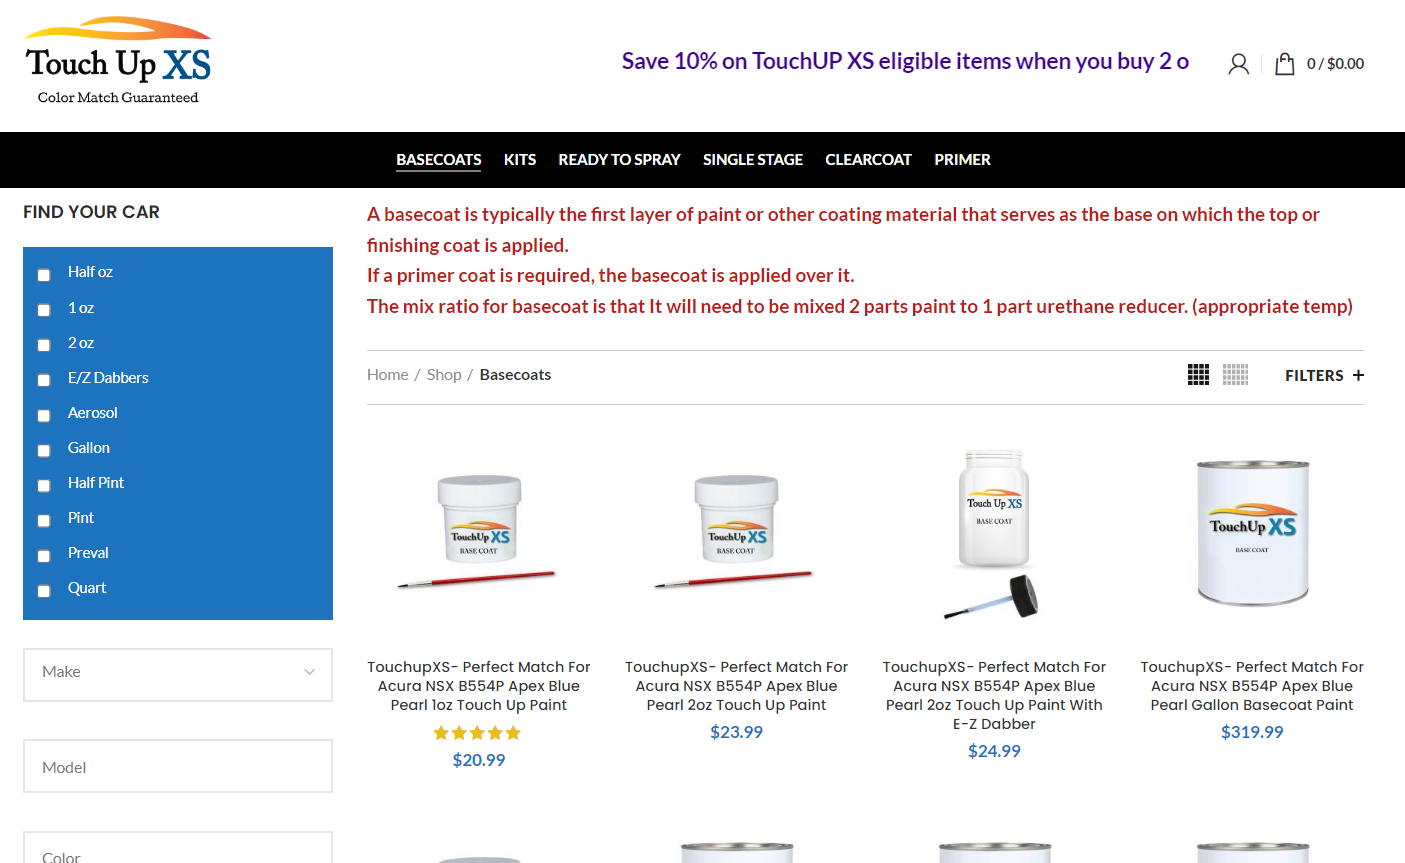 Touch Up XS
Color Match Guaranteed
Save 10% on TouchUP XS eligible items when you buy 2 o
0 / $0.00
BASECOATS KITS READY TO SPRAY SINGLE STAGE CLEARCOAT PRIMER
FIND YOUR CAR
Half oz
1 oz
2 oz
E/Z Dabbers
Aerosol
Gallon
Half Pint
Pint
Preval
Quart
Make
Model
Color
A basecoat is typically the first layer of paint or other coating material that serves as the base on which the top or
finishing coat is applied.
If a primer coat is required, the basecoat is applied over it.
The mix ratio for basecoat is that It will need to be mixed 2 parts paint to 1 part urethane reducer. (appropriate temp)
Home / Shop / Basecoats
FILTERS +
TouchUp XS
BASE COAT
TouchupXS- Perfect Match For
Acura NSX B554P Apex Blue
Pearl 1oz Touch Up Paint
$20.99
TouchUp XS
BASE COAT
TouchupXS- Perfect Match For
Acura NSX B554P Apex Blue
Pearl 2oz Touch Up Paint
$23.99
Touch Up XS
BASE COAT
TouchupXS- Perfect Match For
Acura NSX B554P Apex Blue
Pearl 2oz Touch Up Paint With
E-Z Dabber
$24.99
TouchUp XS
BASE COAT
TouchupXS- Perfect Match For
Acura NSX B554P Apex Blue
Pearl Gallon Basecoat Paint
$319.99